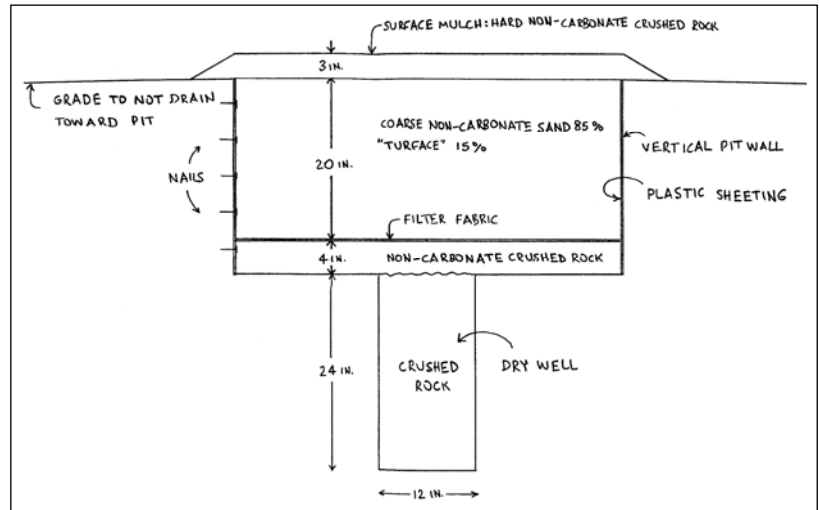 SURFACE MULCH: HARD NON-CARBONATE CRUSHED ROCK
3 IN.
GRADE TO NOT DRAIN
TOWARD PIT
COARSE NON-CARBONATE SAND 85%
"TURFACE" 15%
VERTICAL PIT WALL
20 IN.
NAILS
PLASTIC SHEETING
FILTER FABRIC
4 IN.
NON-CARBONATE CRUSHED ROCK
24 IN.
CRUSHED
ROCK
DRY WELL
12 IN.